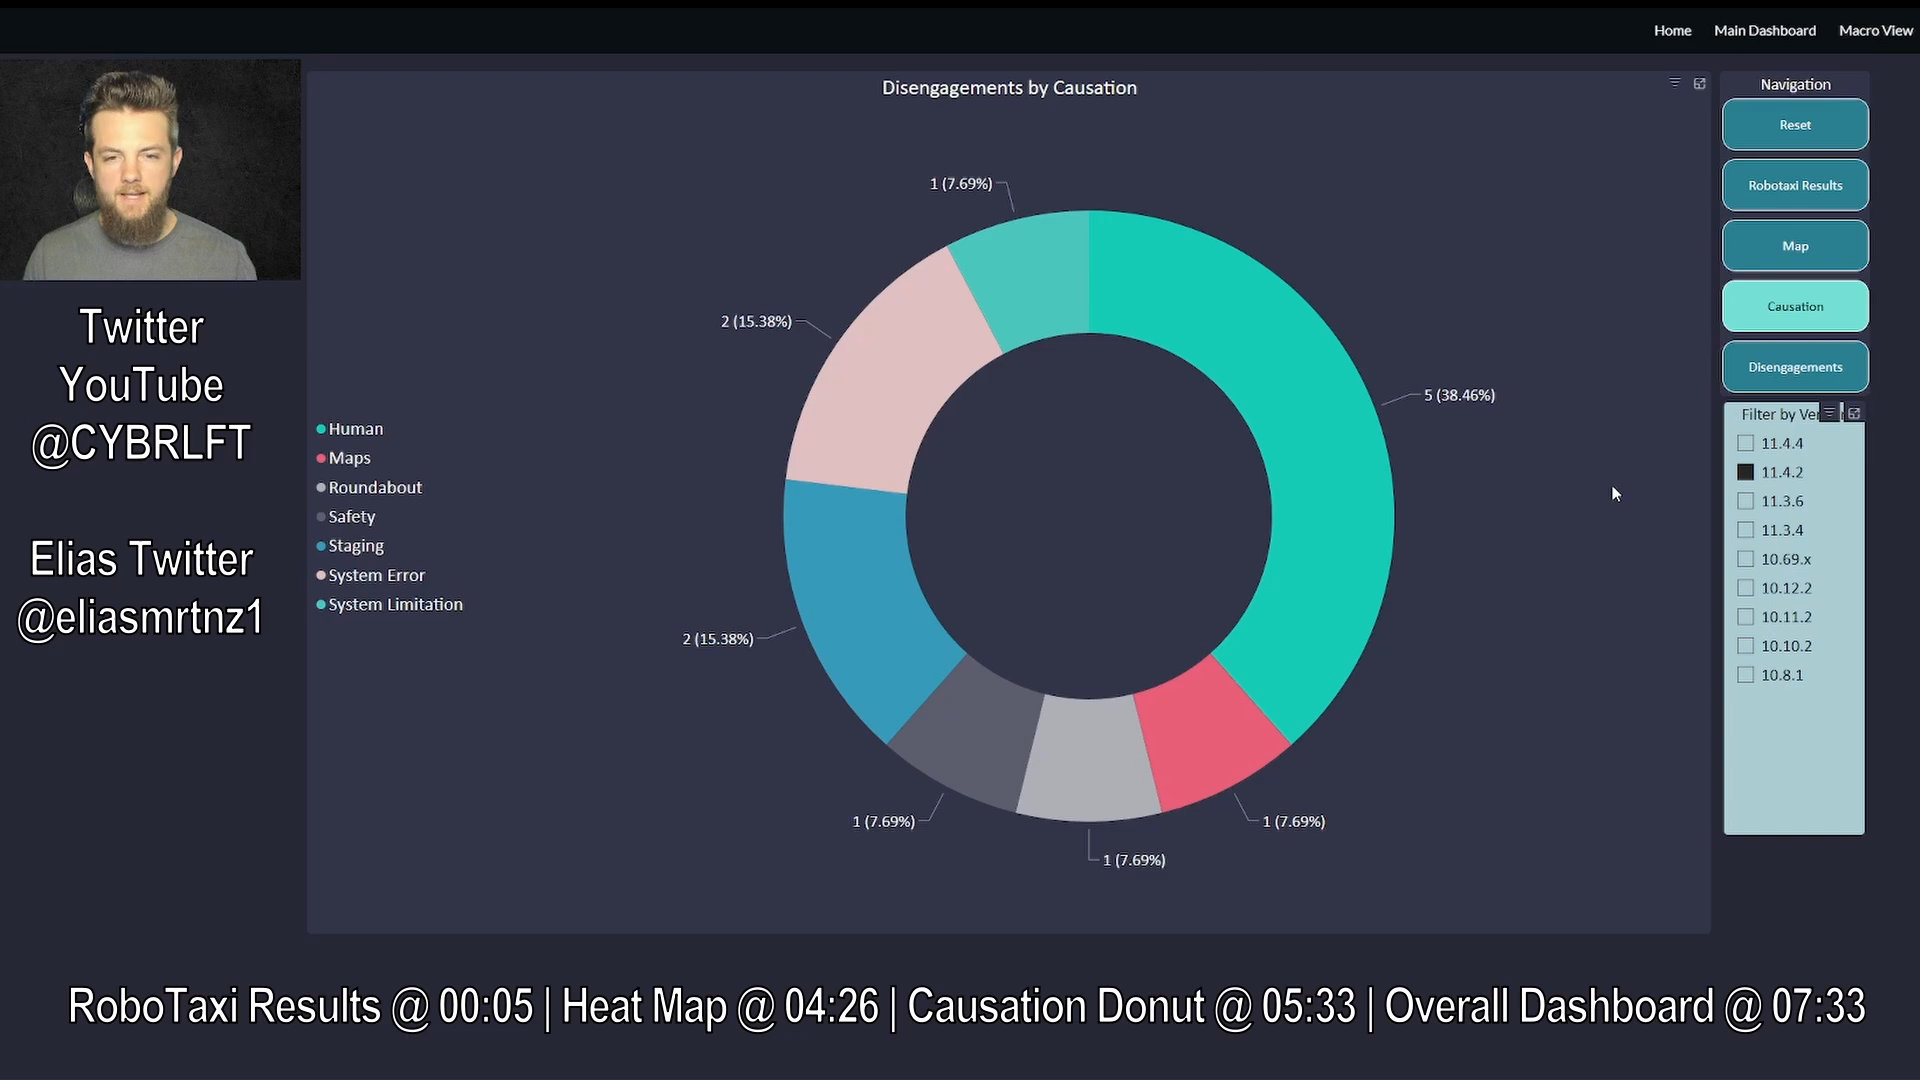 Home Main Dashboard Macro View
Disengagements by Causation
Navigation
Reset
Robotaxi Results
Map
Causation
Disengagements
Filter by
11.4.4
11.4.2
11.3.6
11.3.4
10.69.x
10.12.2
10.11.2
10.10.2
10.8.1
Twitter
YouTube
@CYBRLFT
Elias Twitter
@eliasmrtnz1
Human
Maps
Roundabout
Safety
Staging
System Error
System Limitation
1 (7.69%)
2 (15.38%)
5 (38.46%)
2 (15.38%)
1 (7.69%)
1 (7.69%)
1 (7.69%)
RoboTaxi Results @ 00:05 | Heat Map @ 04:26 | Causation Donut @ 05:33 | Overall Dashboard @ 07:33